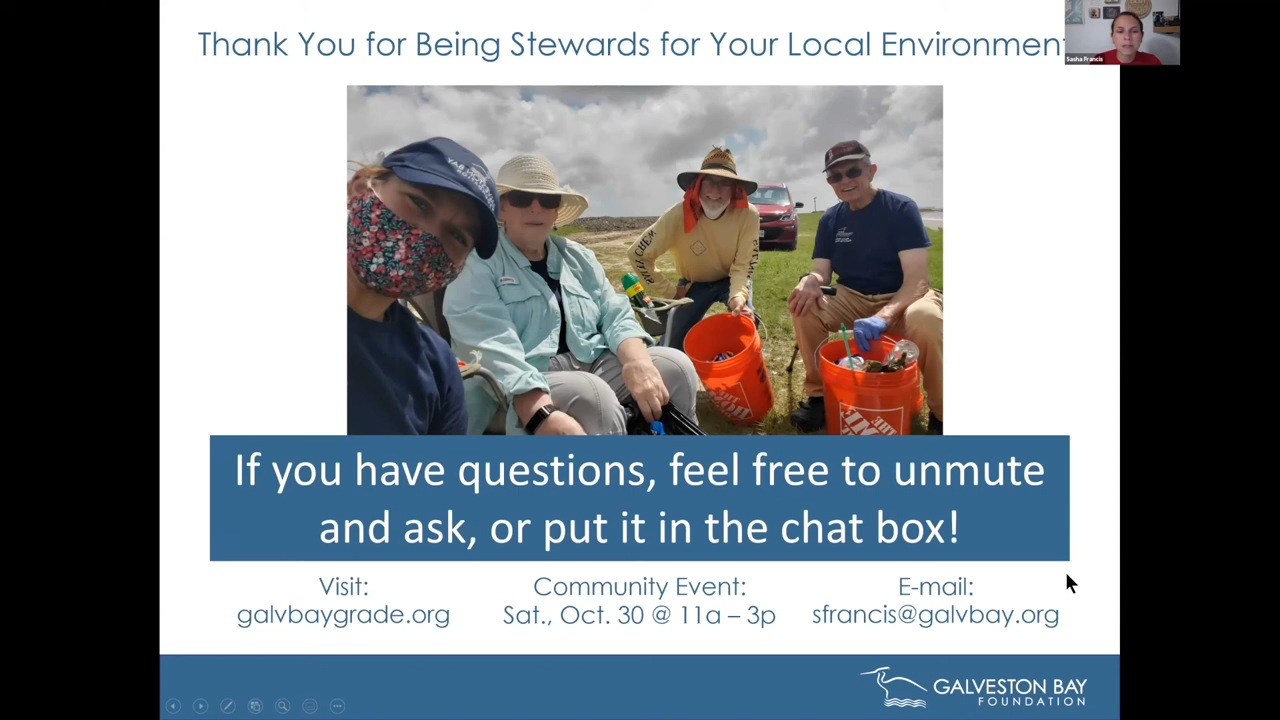 Thank You for Being Stewards for Your Local Environment
Sasha Francis
If you have questions, feel free to unmute
and ask, or put it in the chat box!
Visit:
galvbaygrade.org
Community Event:
Sat., Oct. 30 @ 11a – 3p
E-mail:
sfrancis@galvbay.org
GALVESTON BAY
FOUNDATION